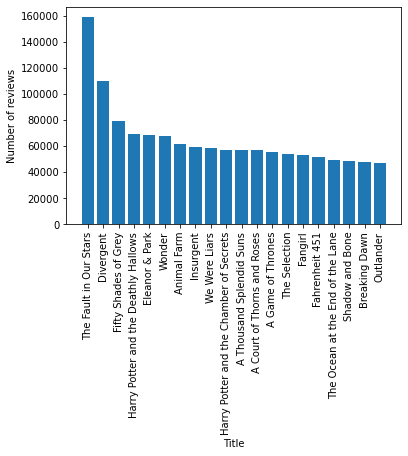 160000
140000
120000
100000
80000
60000
40000
20000
0
Number of reviews
The Fault in Our Stars
Divergent
Fifty Shades of Grey
Harry Potter and the Deathly Hallows
Eleanor & Park
Wonder
Animal Farm
Insurgent
We Were Liars
Harry Potter and the Chamber of Secrets
A Thousand Splendid Suns
A Court of Thorns and Roses
A Game of Thrones
The Selection
Fangirl
Fahrenheit 451
The Ocean at the End of the Lane
Shadow and Bone
Breaking Dawn
Outlander
Title